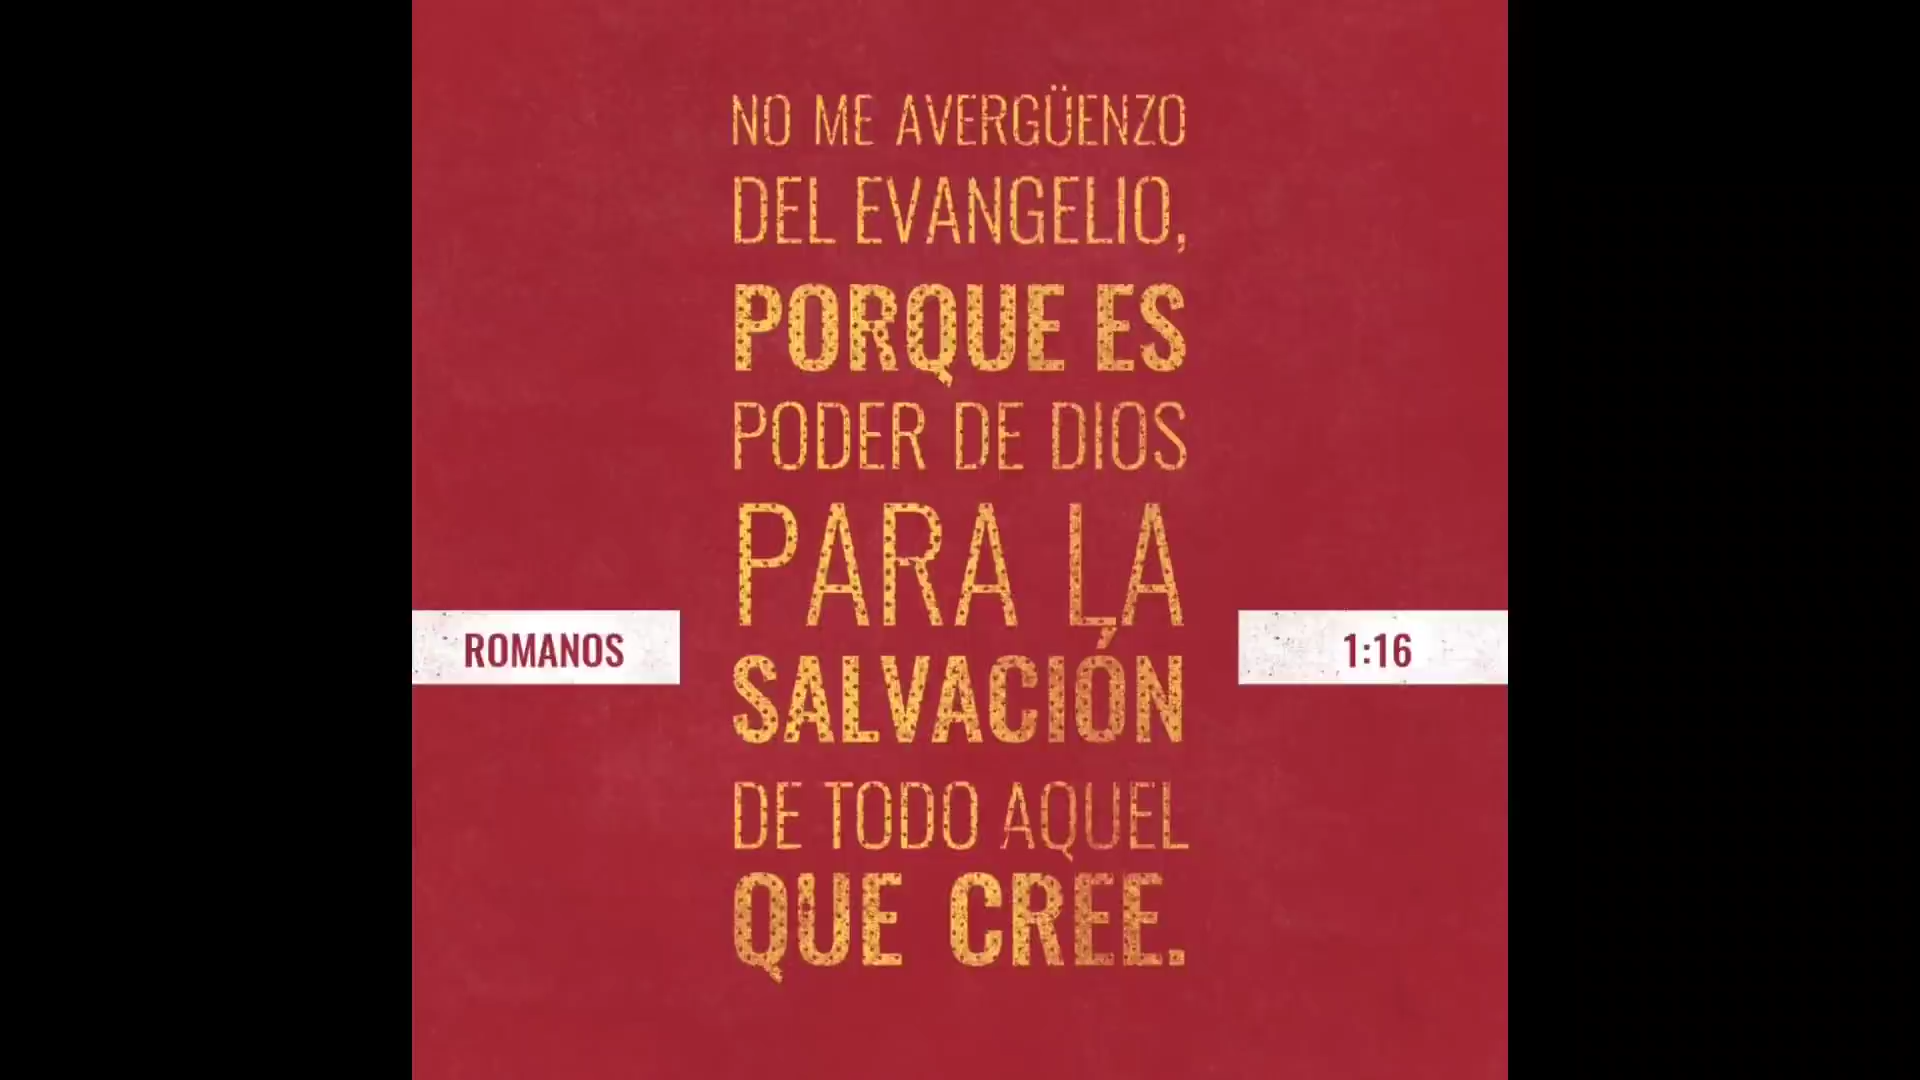 NO ME AVERGÜENZO
DEL EVANGELIO,
PORQUE ES
PODER DE DIOS
PARA LA
SALVACIÓN
DE TODO AQUEL
QUE CREE.
ROMANOS
1:16